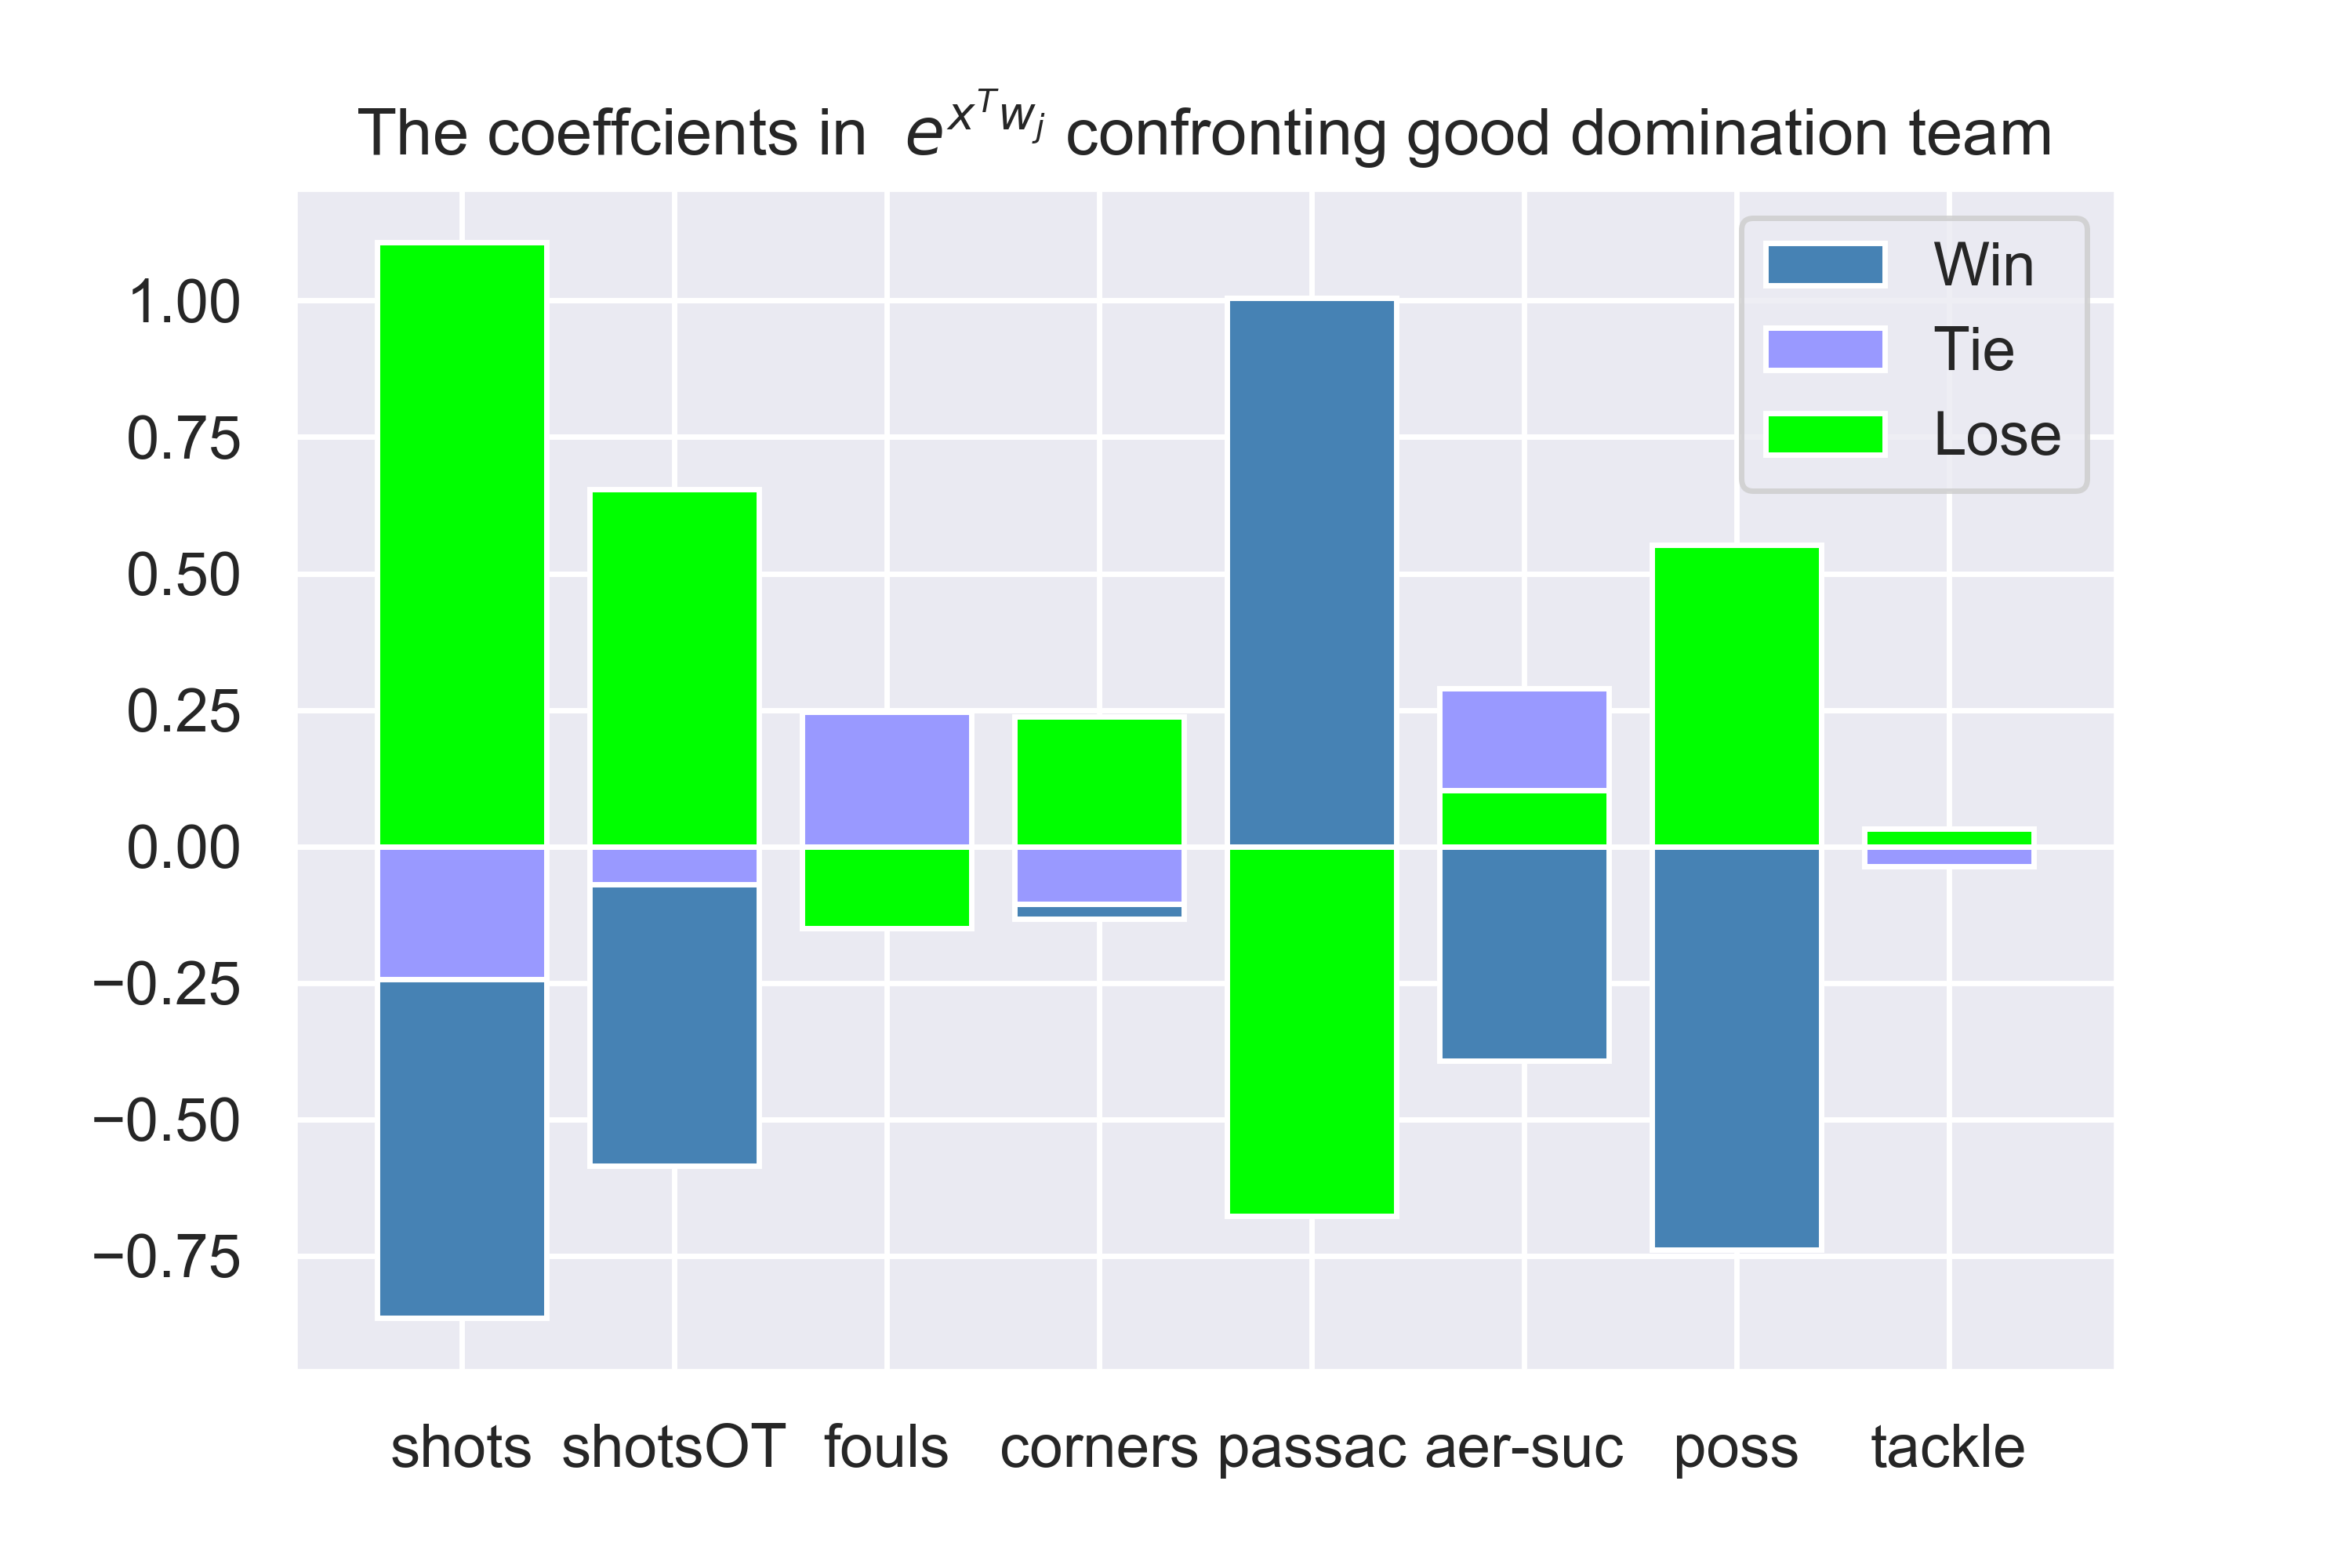 The coeffcients in e^{x^T w_j} confronting good domination team
Win
Tie
Lose
1.00
0.75
0.50
0.25
0.00
−0.25
−0.50
−0.75
shots shotsOT fouls corners passac aer-suc poss tackle